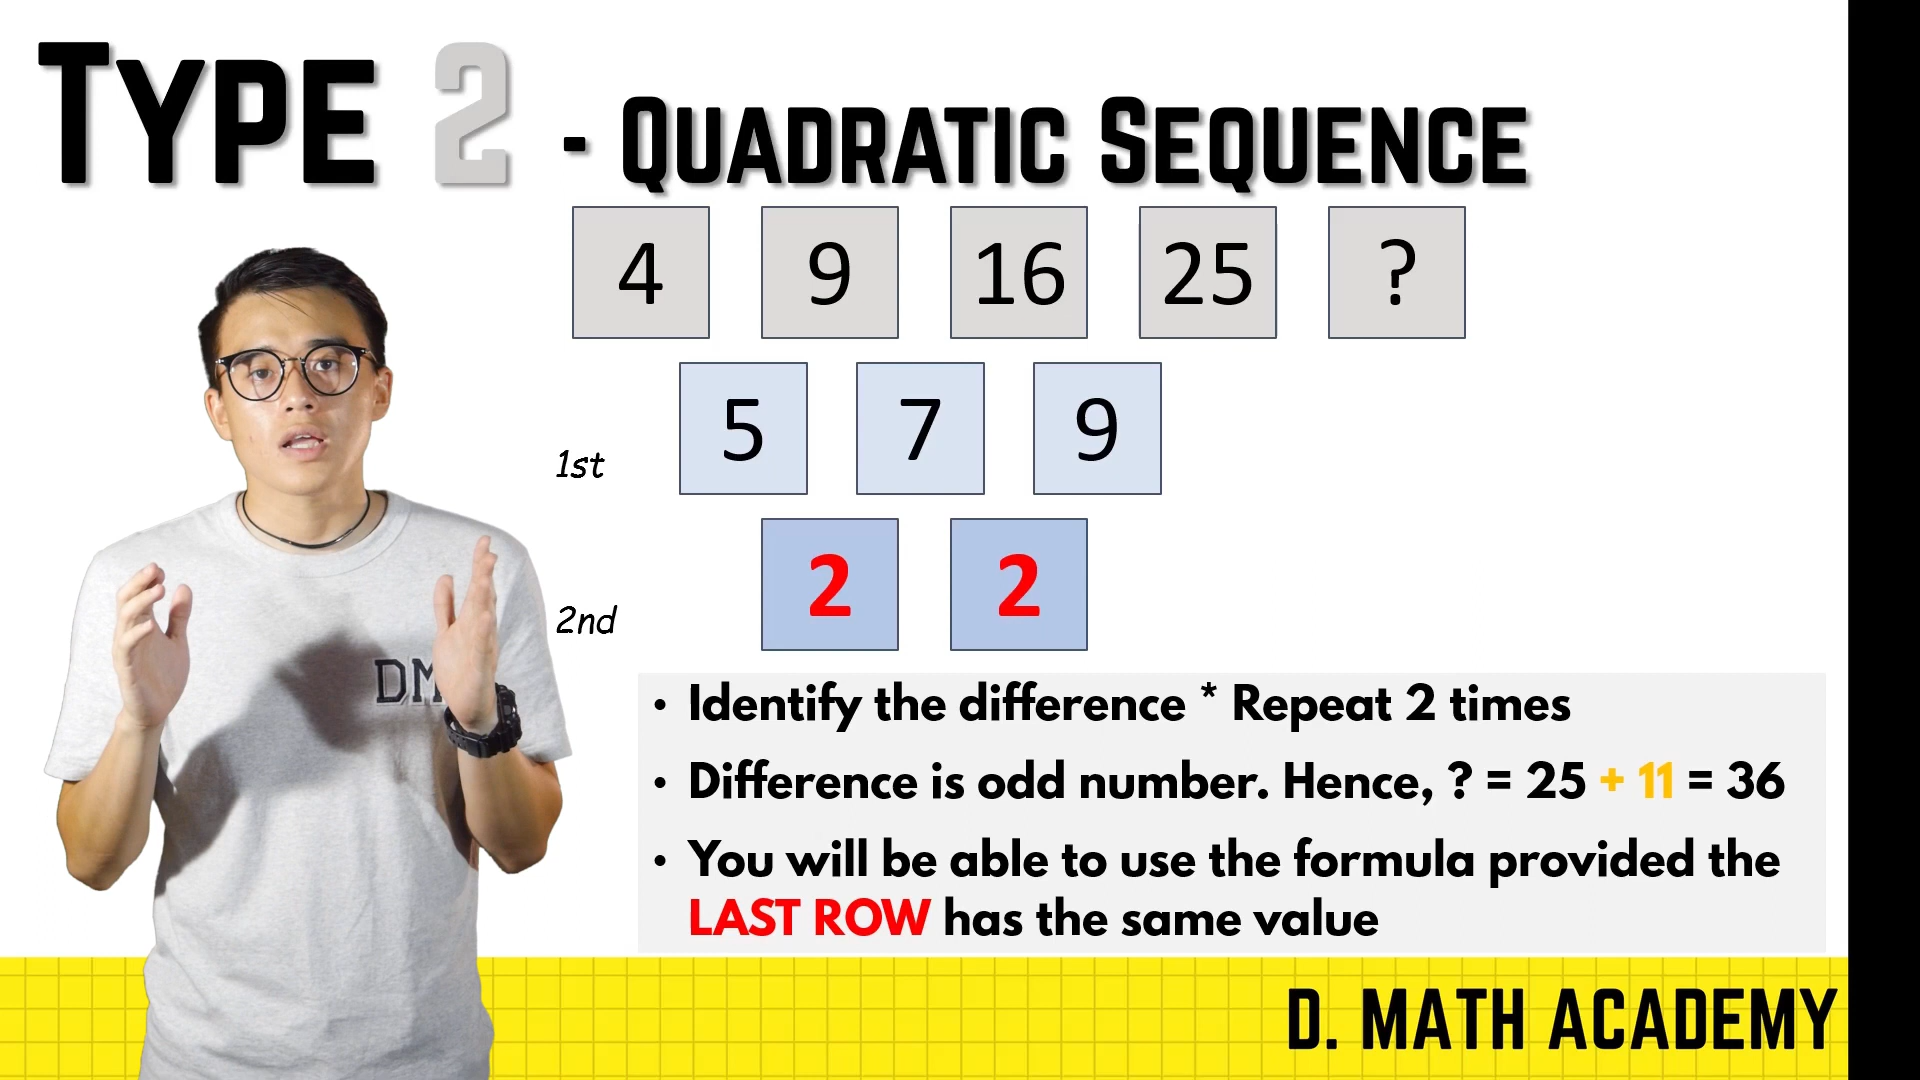 TYPE 2 - QUADRATIC SEQUENCE
4 9 16 25 ?
1st 5 7 9
2nd 2 2
DM
• Identify the difference * Repeat 2 times
• Difference is odd number. Hence, ? = 25 + 11 = 36
• You will be able to use the formula provided the
LAST ROW has the same value
D. MATH ACADEMY